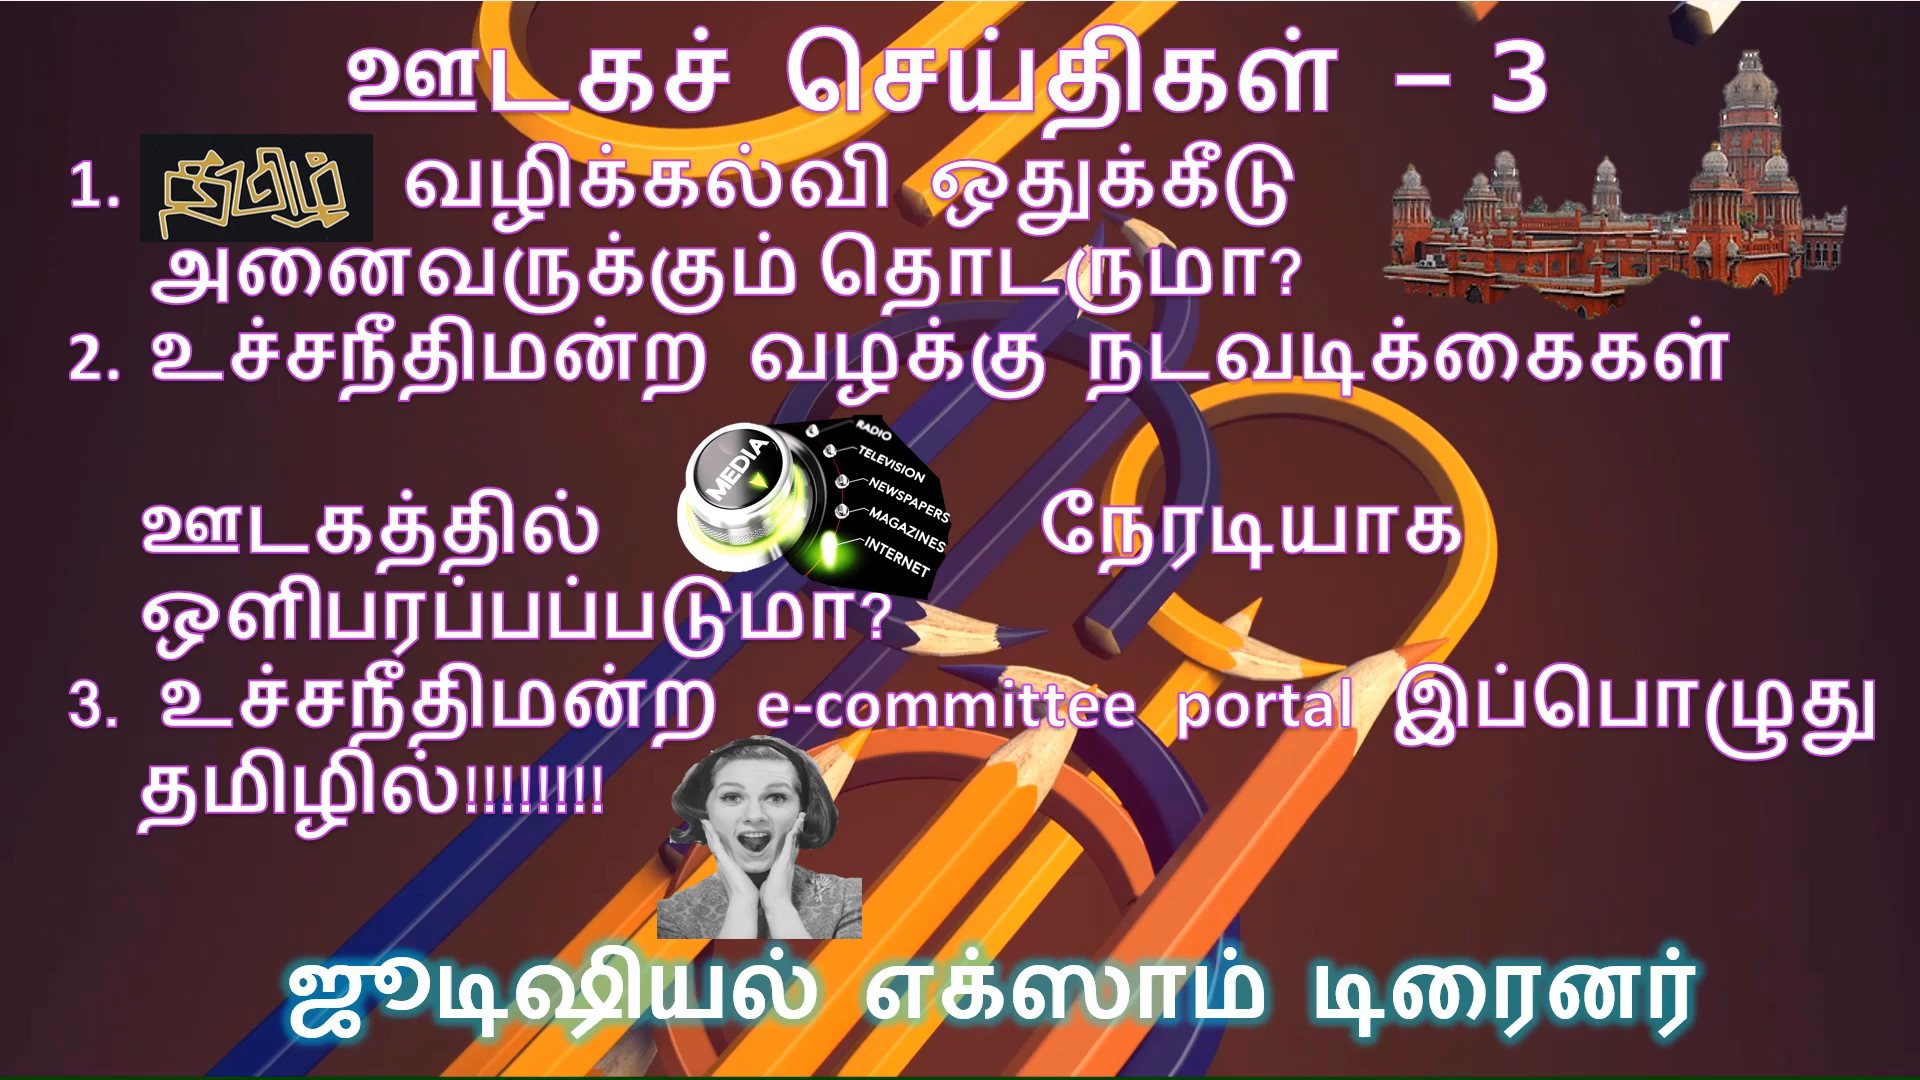 ஊடகச் செய்திகள் – 3
1. தமிழ் வழிக்கல்வி ஒதுக்கீடு
அனைவருக்கும் தொடருமா?
2. உச்சநீதிமன்ற வழக்கு நடவடிக்கைகள்
MEDIA
RADIO
TELEVISION
NEWSPAPERS
MAGAZINES
INTERNET
ஊடகத்தில் நேரடியாக
ஒளிபரப்பப்படுமா?
3. உச்சநீதிமன்ற e-committee portal இப்பொழுது
தமிழில்!!!!!!!!
ஜூடிஷியல் எக்ஸாம் டிரைனர்